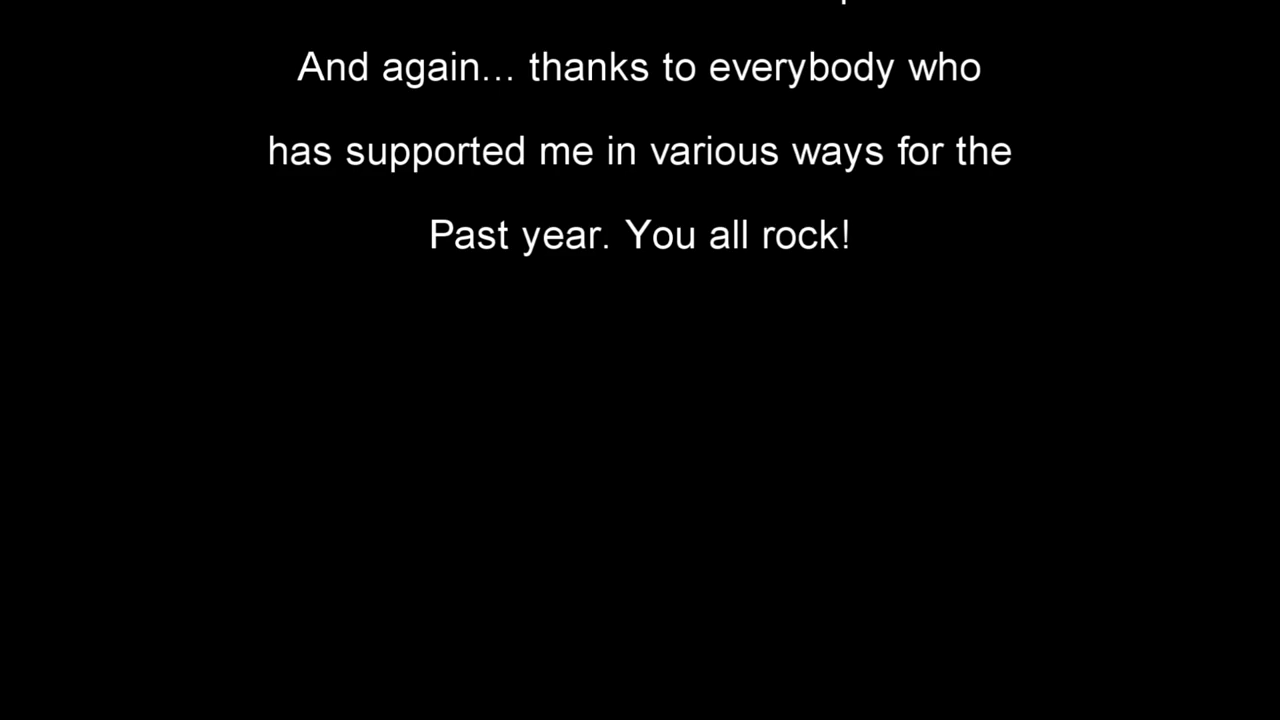 And again... thanks to everybody who
has supported me in various ways for the
Past year. You all rock!